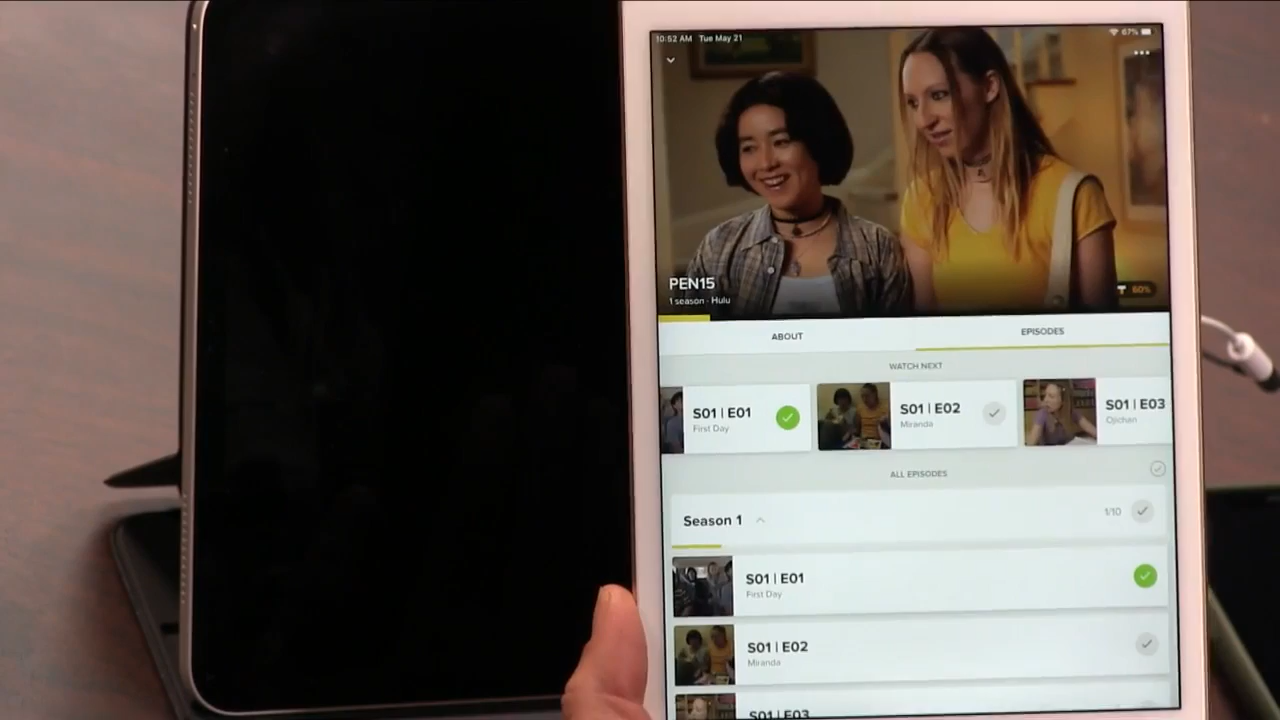 10:52 AM Tue May 21
67%
PEN15
1 season · Hulu
60%
ABOUT
EPISODES
WATCH NEXT
S01 | E01
First Day
S01 | E02
Miranda
S01 | E03
Ojichan
ALL EPISODES
Season 1
1/10
S01 | E01
First Day
S01 | E02
Miranda
S01 | E03